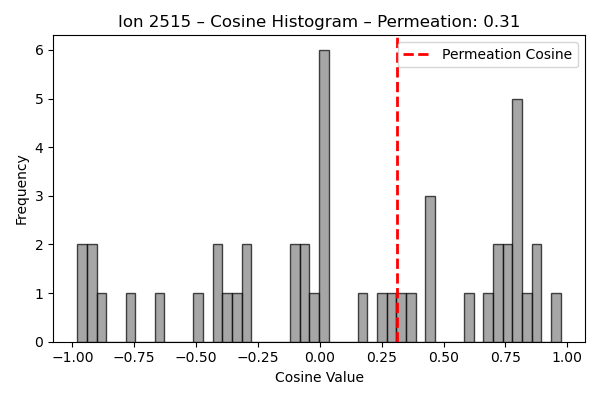 Ion 2515 – Cosine Histogram – Permeation: 0.31
Permeation Cosine
Frequency
6
5
4
3
2
1
0
−1.00 −0.75 −0.50 −0.25 0.00 0.25 0.50 0.75 1.00
Cosine Value